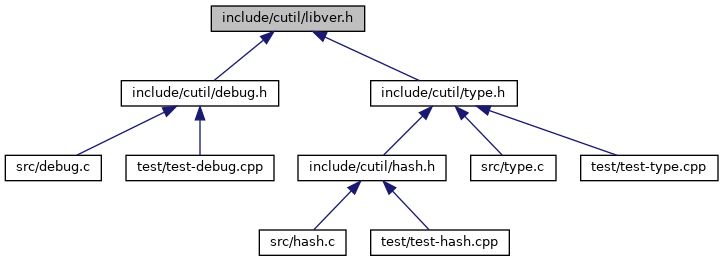 include/cutil/libver.h
include/cutil/debug.h
include/cutil/type.h
src/debug.c
test/test-debug.cpp
include/cutil/hash.h
src/type.c
test/test-type.cpp
src/hash.c
test/test-hash.cpp